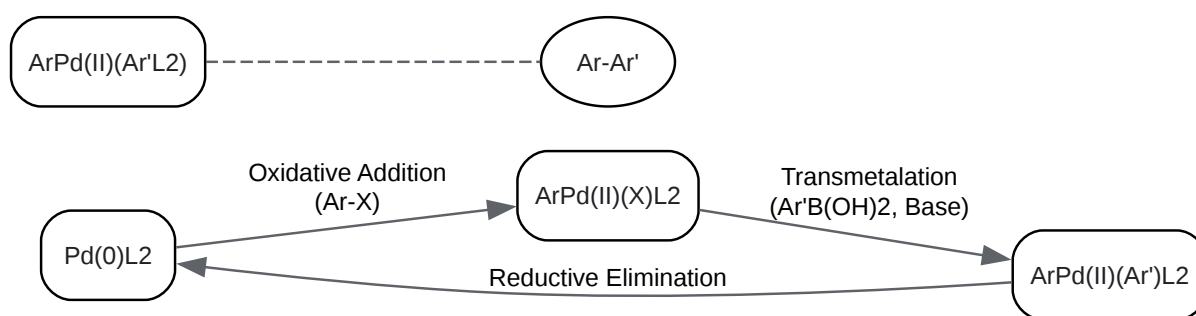 ArPd(II)(Ar'L2)
Ar-Ar'
Oxidative Addition
(Ar-X)
ArPd(II)(X)L2
Transmetalation
(Ar'B(OH)2, Base)
Pd(0)L2
Reductive Elimination
ArPd(II)(Ar')L2